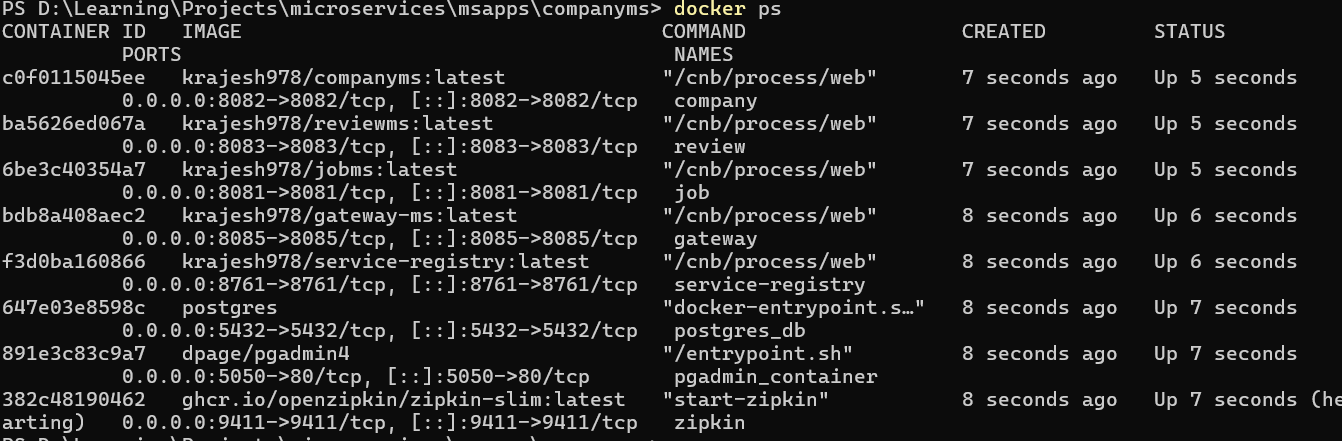 PS D:\Learning\Projects\microservices\msapps\companyms> docker ps
CONTAINER ID   IMAGE                                   COMMAND                  CREATED         STATUS
          PORTS                                         NAMES
c0f0115045ee   krajesh978/companyms:latest             "/cnb/process/web"       7 seconds ago   Up 5 seconds
          0.0.0.0:8082->8082/tcp, [::]:8082->8082/tcp   company
ba5626ed067a   krajesh978/reviewms:latest              "/cnb/process/web"       7 seconds ago   Up 5 seconds
          0.0.0.0:8083->8083/tcp, [::]:8083->8083/tcp   review
6be3c40354a7   krajesh978/jobms:latest                 "/cnb/process/web"       7 seconds ago   Up 5 seconds
          0.0.0.0:8081->8081/tcp, [::]:8081->8081/tcp   job
bdb8a408aec2   krajesh978/gateway-ms:latest            "/cnb/process/web"       8 seconds ago   Up 6 seconds
          0.0.0.0:8085->8085/tcp, [::]:8085->8085/tcp   gateway
f3d0ba160866   krajesh978/service-registry:latest      "/cnb/process/web"       8 seconds ago   Up 6 seconds
          0.0.0.0:8761->8761/tcp, [::]:8761->8761/tcp   service-registry
647e03e8598c   postgres                                "docker-entrypoint.s…"   8 seconds ago   Up 7 seconds
          0.0.0.0:5432->5432/tcp, [::]:5432->5432/tcp   postgres_db
891e3c83c9a7   dpage/pgadmin4                          "/entrypoint.sh"         8 seconds ago   Up 7 seconds
          0.0.0.0:5050->80/tcp, [::]:5050->80/tcp       pgadmin_container
382c48190462   ghcr.io/openzipkin/zipkin-slim:latest   "start-zipkin"           8 seconds ago   Up 7 seconds (he
arting)   0.0.0.0:9411->9411/tcp, [::]:9411->9411/tcp   zipkin